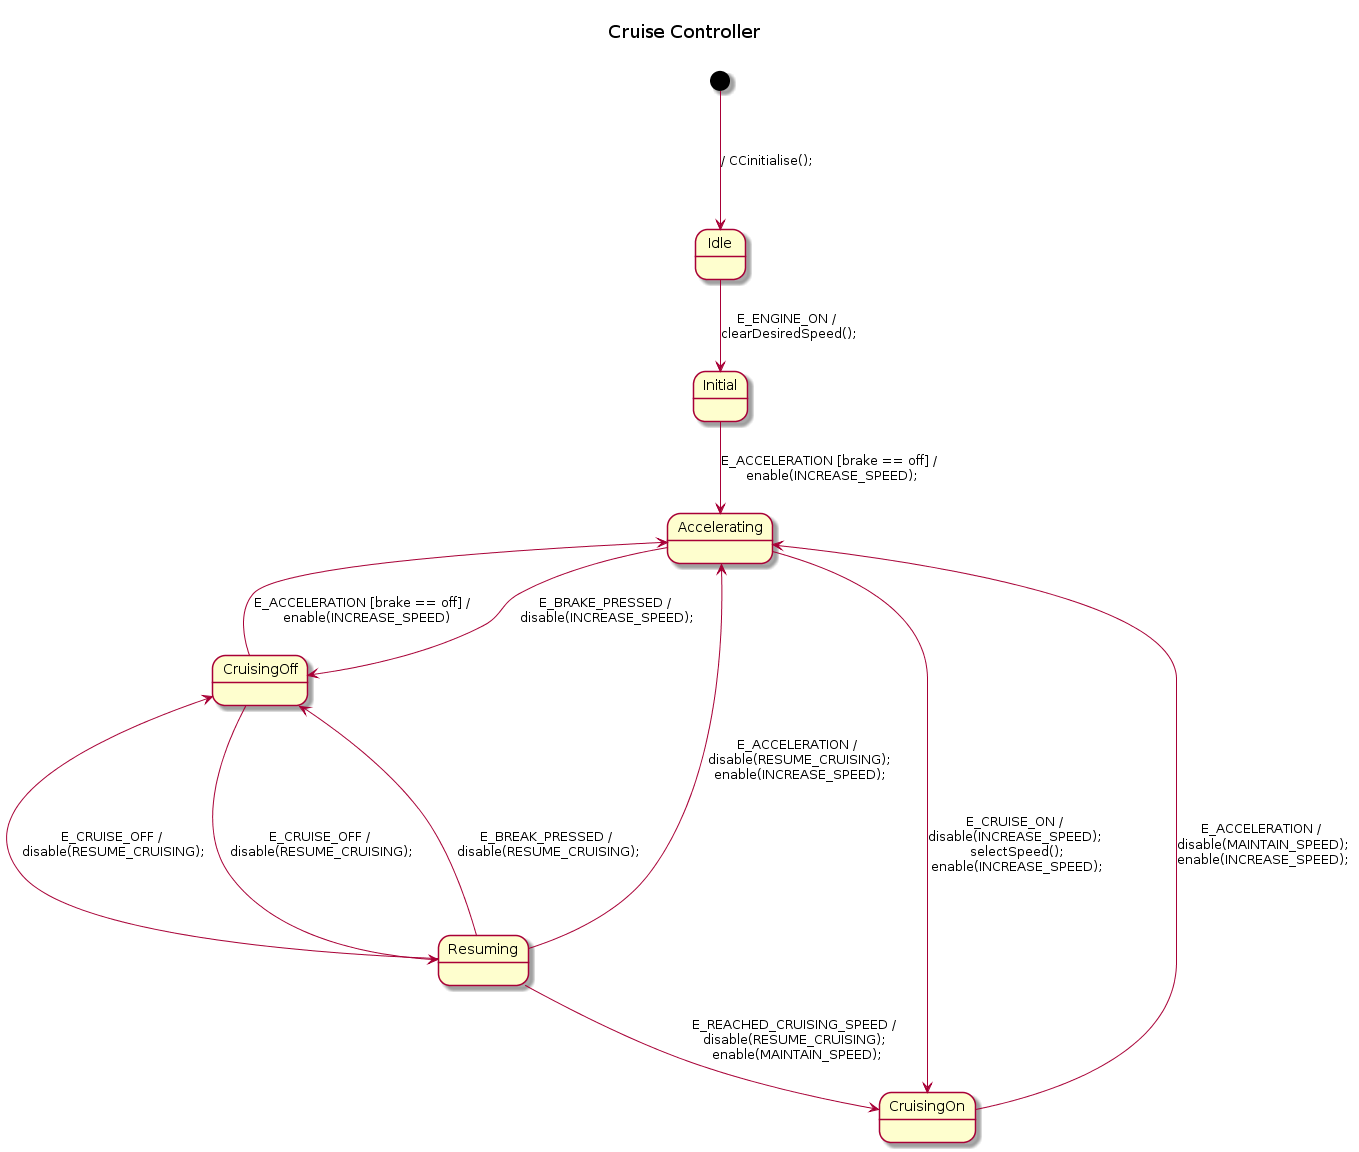 Cruise Controller
/ CCinitialise();
Idle
E_ENGINE_ON /
clearDesiredSpeed();
Initial
E_ACCELERATION [brake == off] /
enable(INCREASE_SPEED);
Accelerating
E_ACCELERATION [brake == off] /
enable(INCREASE_SPEED)
E_BRAKE_PRESSED /
disable(INCREASE_SPEED);
CruisingOff
E_ACCELERATION /
disable(RESUME_CRUISING);
enable(INCREASE_SPEED);
E_CRUISE_OFF /
disable(RESUME_CRUISING);
E_CRUISE_OFF /
disable(RESUME_CRUISING);
E_BREAK_PRESSED /
disable(RESUME_CRUISING);
E_CRUISE_ON /
disable(INCREASE_SPEED);
selectSpeed();
enable(INCREASE_SPEED);
E_ACCELERATION /
disable(MAINTAIN_SPEED);
enable(INCREASE_SPEED);
Resuming
E_REACHED_CRUISING_SPEED /
disable(RESUME_CRUISING);
enable(MAINTAIN_SPEED);
CruisingOn